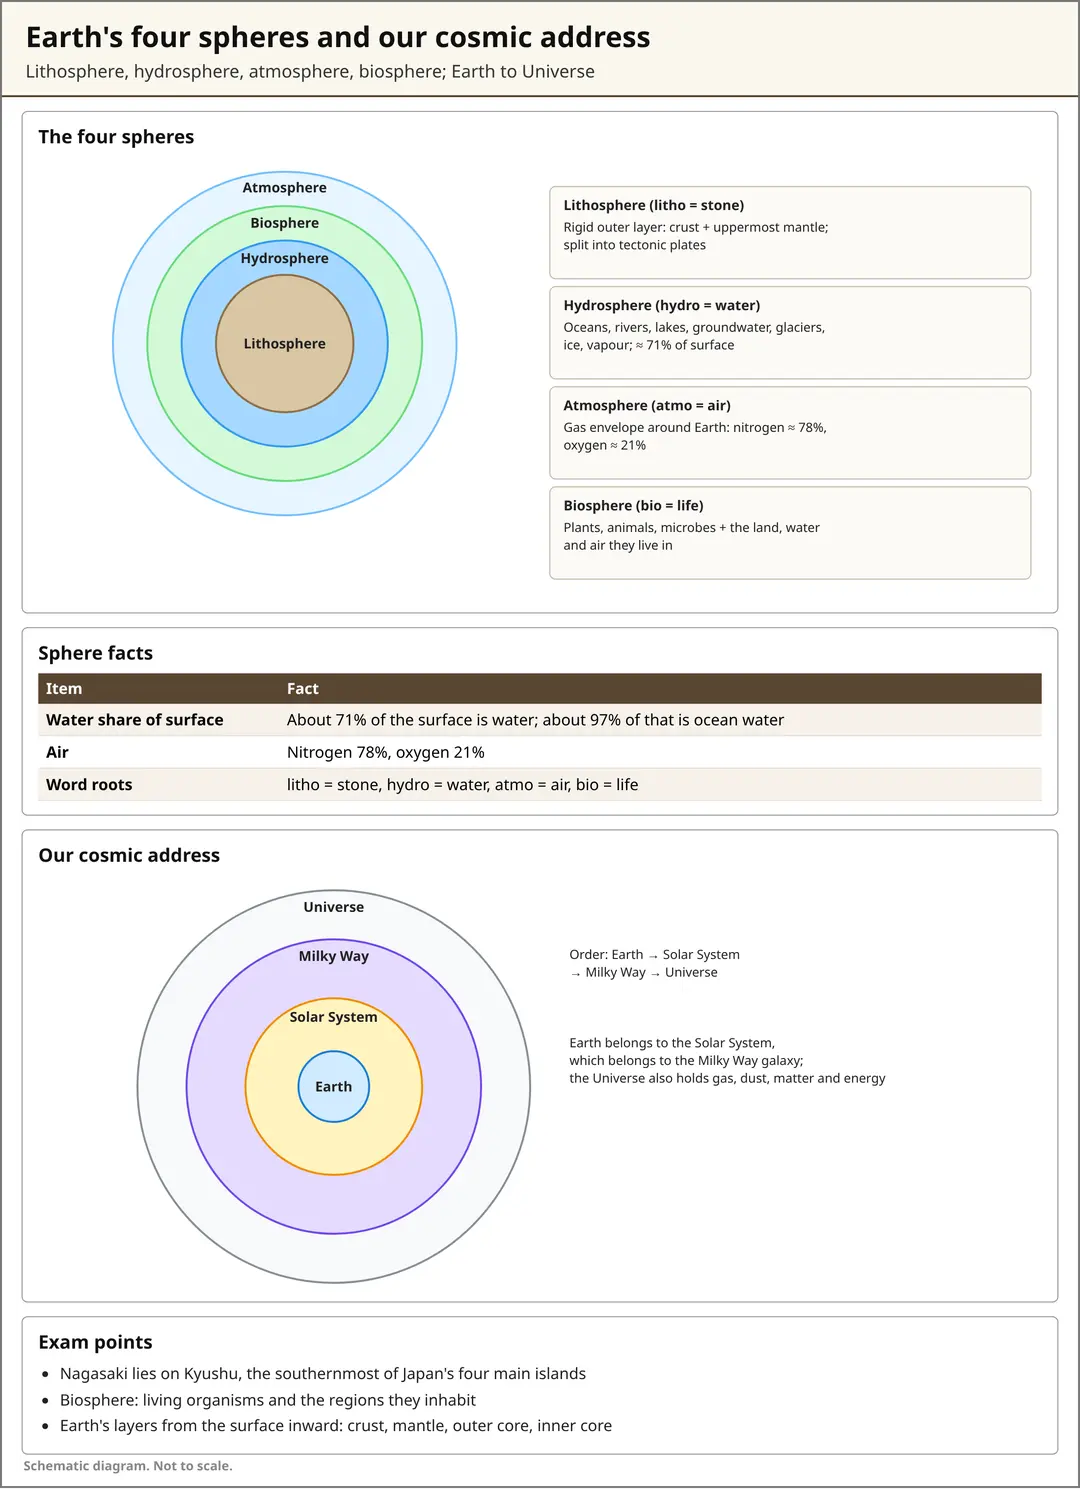 Earth's four spheres and our cosmic address
Lithosphere, hydrosphere, atmosphere, biosphere; Earth to Universe
The four spheres
Atmosphere
Biosphere
Hydrosphere
Lithosphere
Lithosphere (litho = stone)
Rigid outer layer: crust + uppermost mantle;
split into tectonic plates
Hydrosphere (hydro = water)
Oceans, rivers, lakes, groundwater, glaciers,
ice, vapour; ≈ 71% of surface
Atmosphere (atmo = air)
Gas envelope around Earth: nitrogen ≈ 78%,
oxygen ≈ 21%
Biosphere (bio = life)
Plants, animals, microbes + the land, water
and air they live in
Sphere facts
Item Fact
Water share of surface About 71% of the surface is water; about 97% of that is ocean water
Air Nitrogen 78%, oxygen 21%
Word roots litho = stone, hydro = water, atmo = air, bio = life
Our cosmic address
Universe
Milky Way
Solar System
Earth
Order: Earth → Solar System
→ Milky Way → Universe
Earth belongs to the Solar System,
which belongs to the Milky Way galaxy;
the Universe also holds gas, dust, matter and energy
Exam points
• Nagasaki lies on Kyushu, the southernmost of Japan's four main islands
• Biosphere: living organisms and the regions they inhabit
• Earth's layers from the surface inward: crust, mantle, outer core, inner core
Schematic diagram. Not to scale.